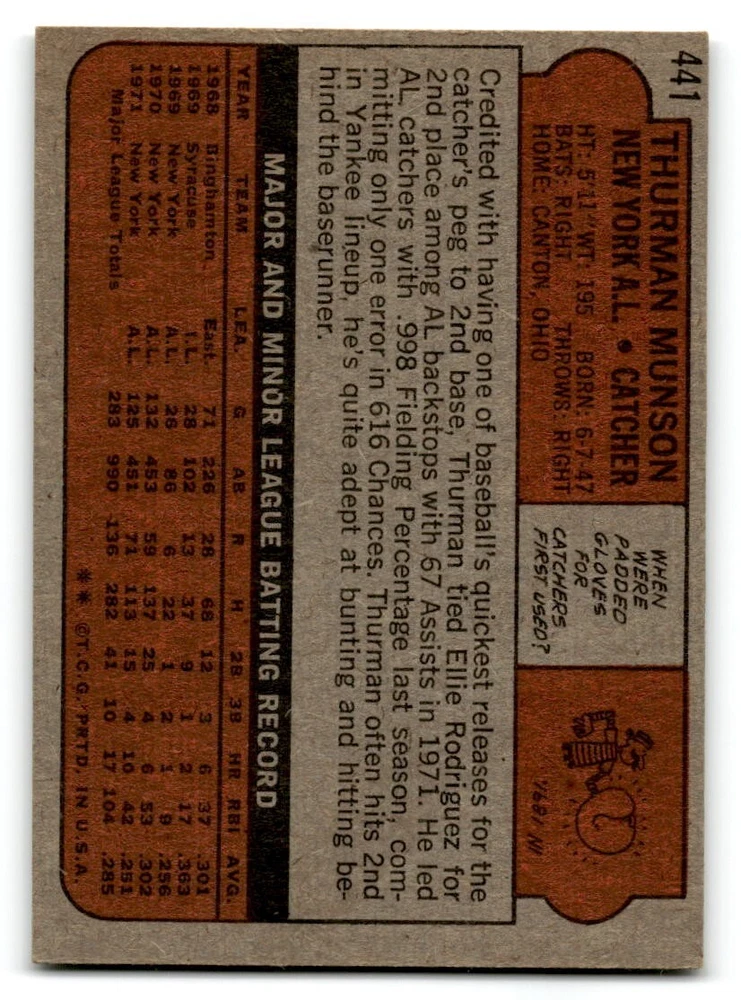 441
THURMAN MUNSON
NEW YORK A.L. • CATCHER
HT: 5'11" WT: 195 BORN: 6-7-47
BATS: RIGHT THROWS: RIGHT
HOME: CANTON, OHIO
WHEN
WERE
PADDED
GLOVES
FOR
CATCHERS
FIRST USED?
IN 1891
Credited with having one of baseball's quickest releases for the
catcher's peg to 2nd base, Thurman tied Ellie Rodriguez for
2nd place among AL backstops with 67 Assists in 1971. He led
AL catchers with .998 Fielding Percentage last season, com-
mitting only one error in 616 Chances. Thurman often hits 2nd
in Yankee lineup, he's quite adept at bunting and hitting be-
hind the baserunner.
MAJOR AND MINOR LEAGUE BATTING RECORD
YEAR TEAM LEA. G AB R H 2B 3B HR RBI AVG.
1968 Binghamton East. 71 226 28 68 12 3 6 37 .301
1969 Syracuse I.L. 28 102 13 37 9 1 2 17 .363
1969 New York A.L. 26 86 6 22 1 2 1 9 .256
1970 New York A.L. 132 453 59 137 25 4 6 53 .302
1971 New York A.L. 125 451 71 113 15 4 10 42 .251
Major League Totals 283 990 136 282 41 10 17 104 .285
** ©T.C.G. PRTD. IN U.S.A.